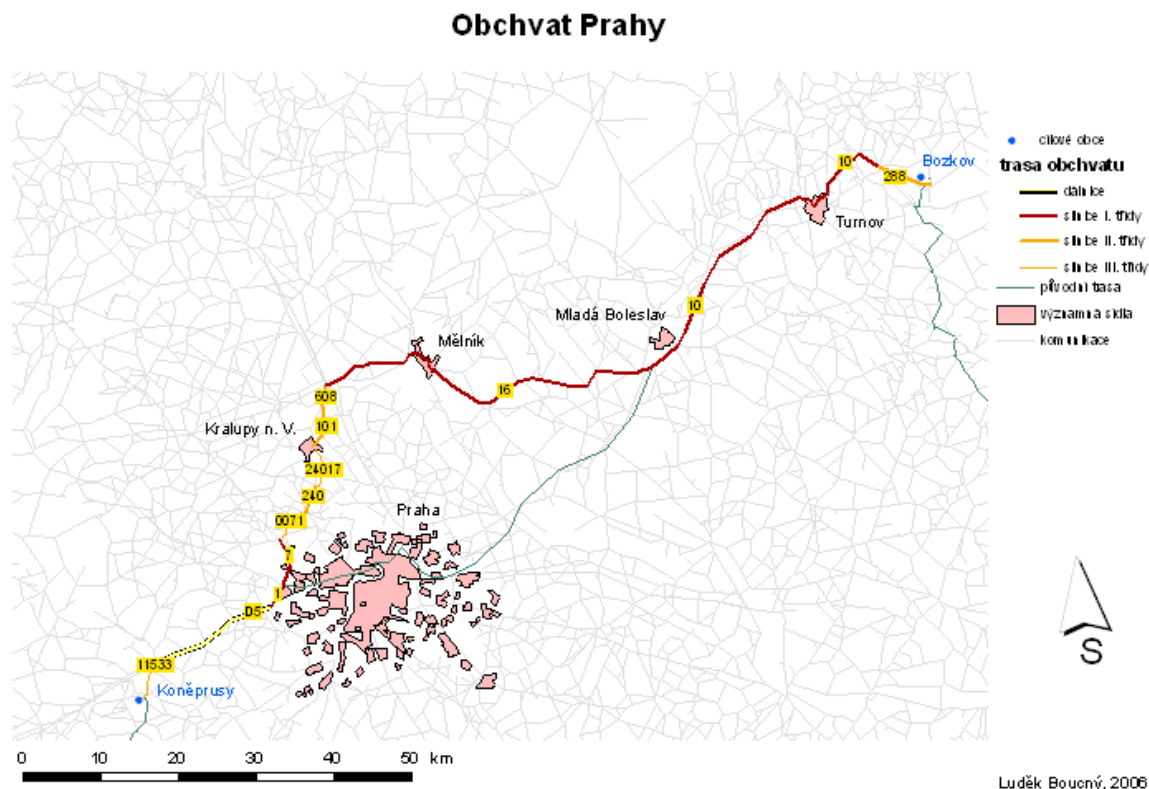 Obchvat Prahy
cílové obce
trasa obchvatu
dálnice
silnice I. třídy
silnice II. třídy
silnice III. třídy
původní trasa
významná sídla
komunikace
10
Bozkov
288
Turnov
10
Mladá Boleslav
Mělník
16
608
Kralupy n. V.
101
24017
240
0071
Praha
7
1
D5
11533
Koněprusy
S
0 10 20 30 40 50 km
Luděk Boucný, 2006